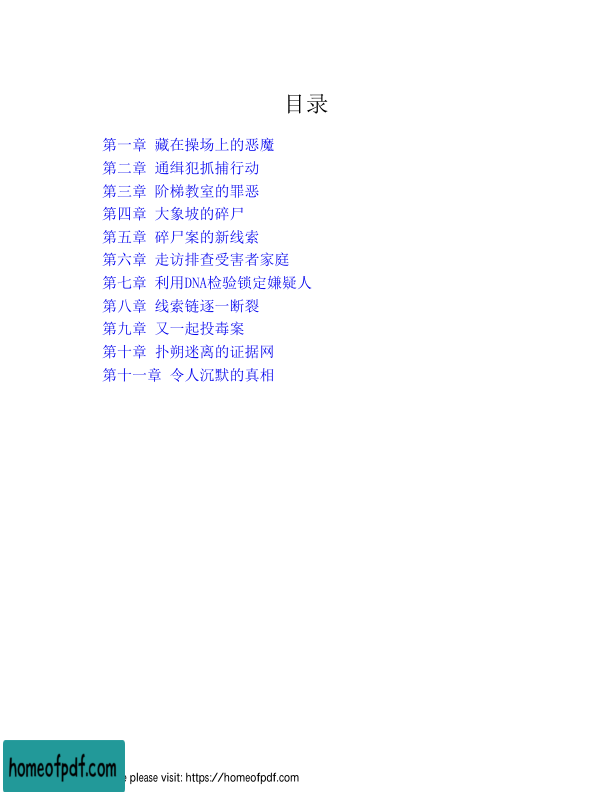 目录
第一章 藏在操场上的恶魔
第二章 通缉犯抓捕行动
第三章 阶梯教室的罪恶
第四章 大象坡的碎尸
第五章 碎尸案的新线索
第六章 走访排查受害者家庭
第七章 利用DNA检验锁定嫌疑人
第八章 线索链逐一断裂
第九章 又一起投毒案
第十章 扑朔迷离的证据网
第十一章 令人沉默的真相
homeofpdf.com
please visit: https://homeofpdf.com